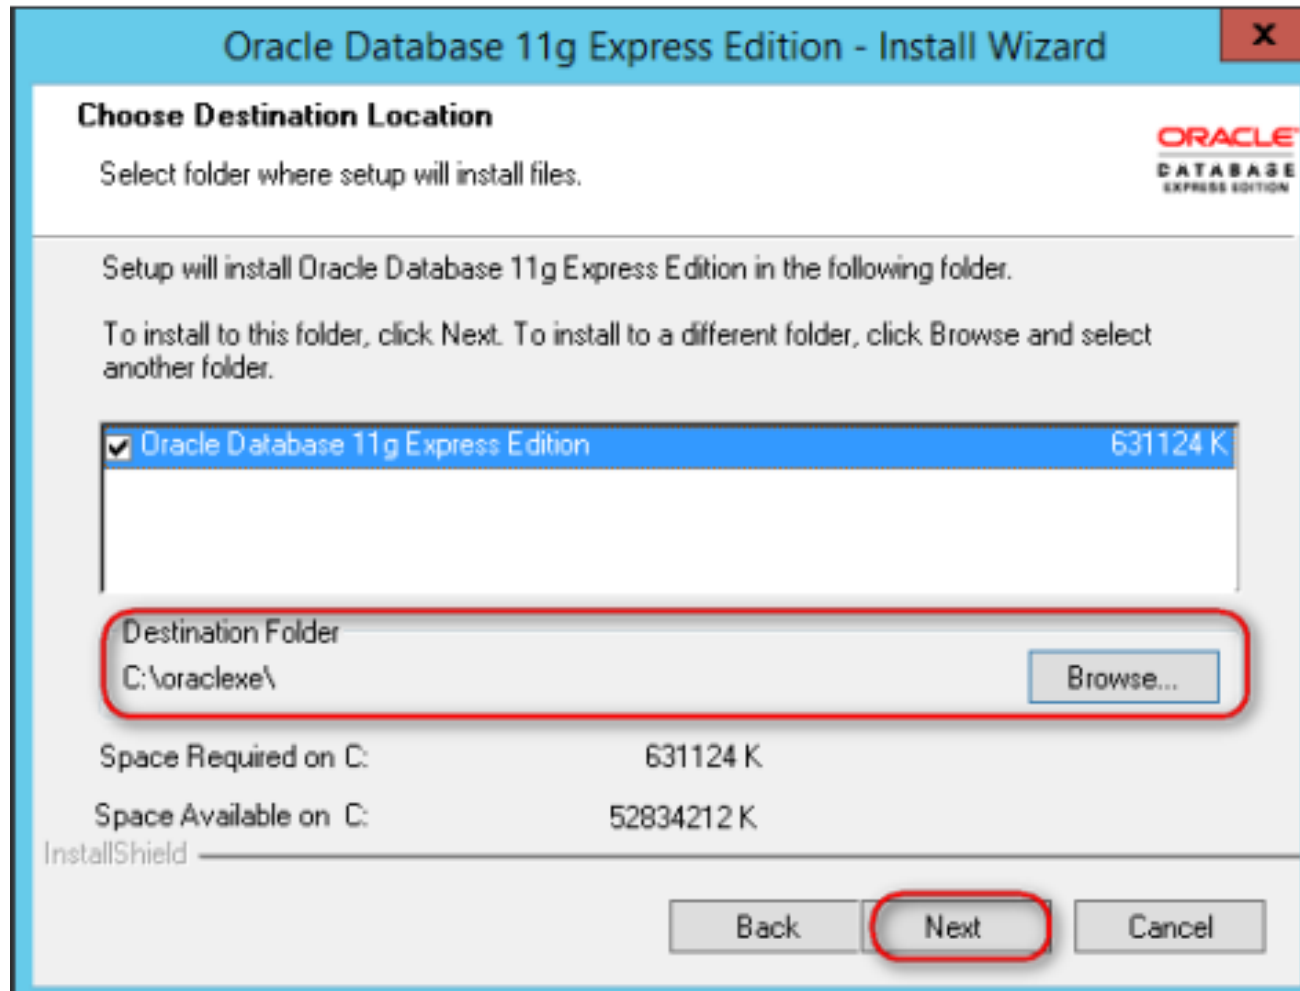 Oracle Database 11g Express Edition - Install Wizard
x
Choose Destination Location
ORACLE
Select folder where setup will install files.
DATABASE
EXPRESS EDITION
Setup will install Oracle Database 11g Express Edition in the following folder.
To install to this folder, click Next. To install to a different folder, click Browse and select
another folder.
Oracle Database 11g Express Edition 631124 K
Destination Folder
C:\oraclexe\ Browse...
Space Required on C: 631124 K
Space Available on C: 52834212 K
InstallShield
Back Next Cancel